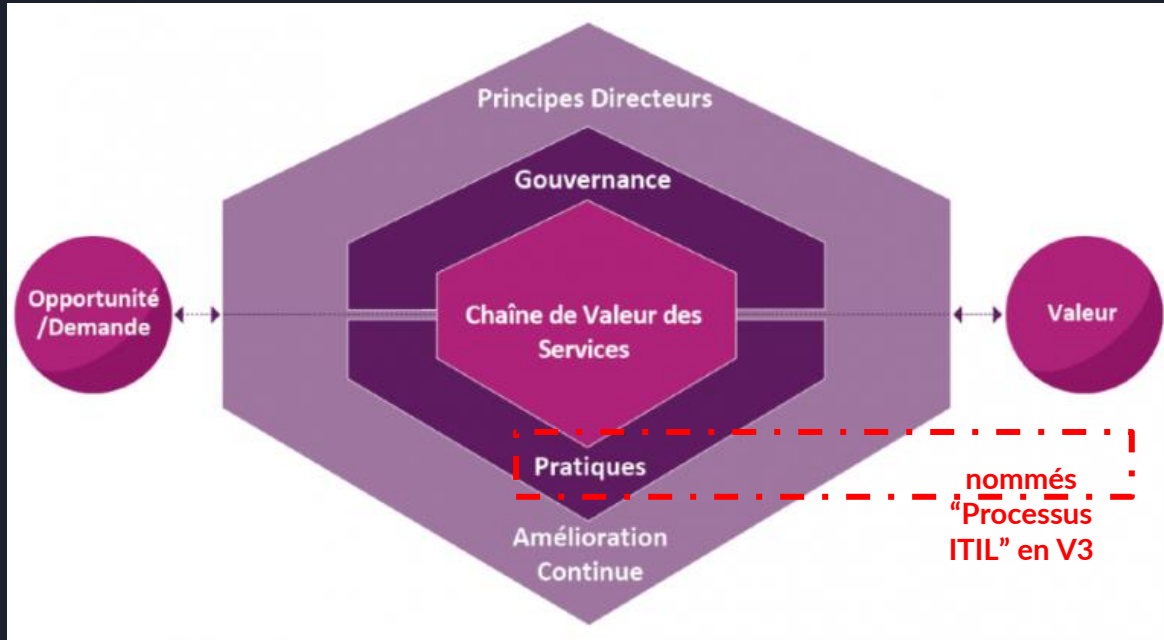 Principes Directeurs
Gouvernance
Opportunité
/Demande
Chaîne de Valeur des
Services
Valeur
Pratiques
nommés
“Processus
ITIL” en V3
Amélioration
Continue